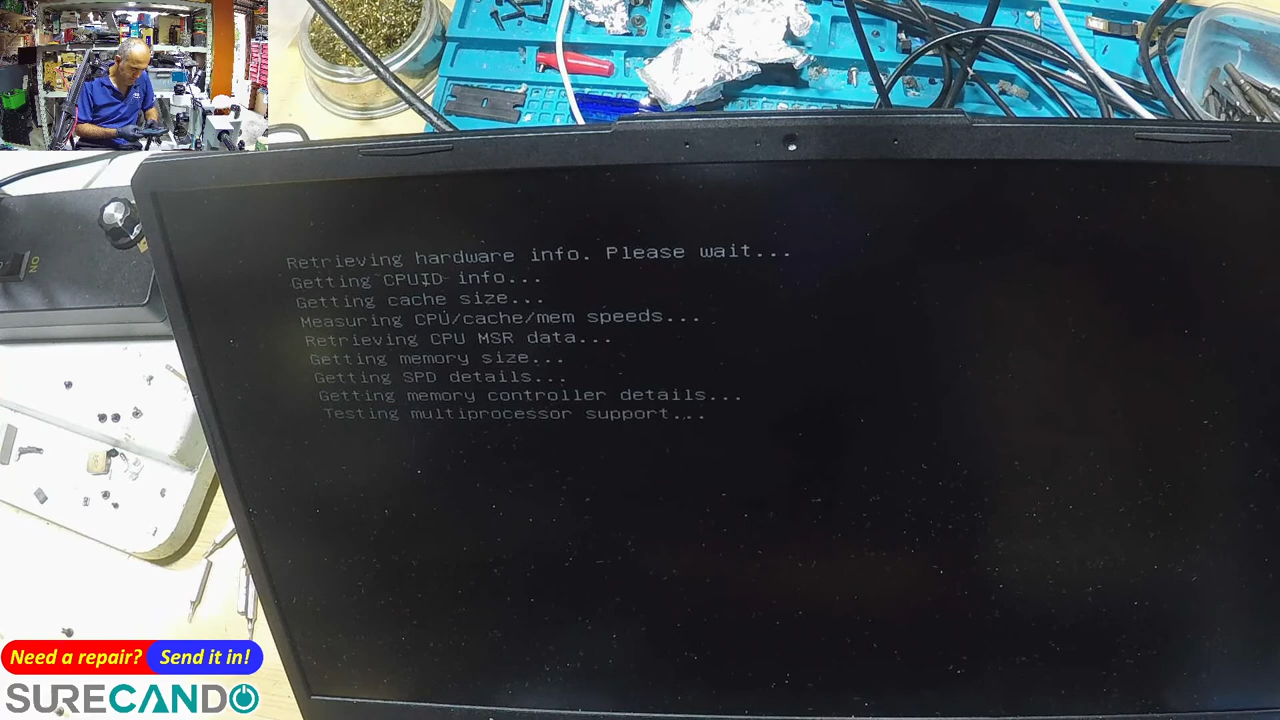 Retrieving hardware info. Please wait...
Getting CPUID info...
Getting cache size...
Measuring CPU/cache/mem speeds...
Retrieving CPU MSR data...
Getting memory size...
Getting SPD details...
Getting memory controller details...
Testing multiprocessor support...
ON
Need a repair? Send it in!
SURECANDO